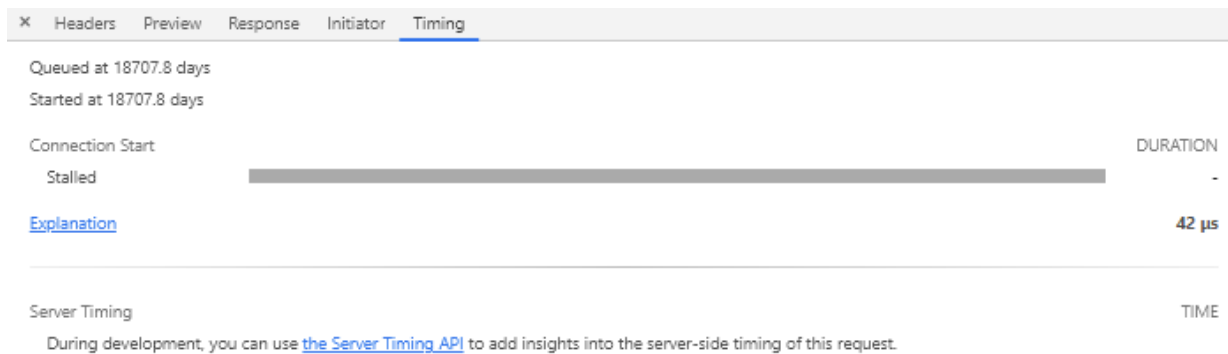 × Headers Preview Response Initiator Timing
Queued at 18707.8 days
Started at 18707.8 days
Connection Start DURATION
Stalled -
Explanation 42 μs
Server Timing TIME
During development, you can use the Server Timing API to add insights into the server-side timing of this request.